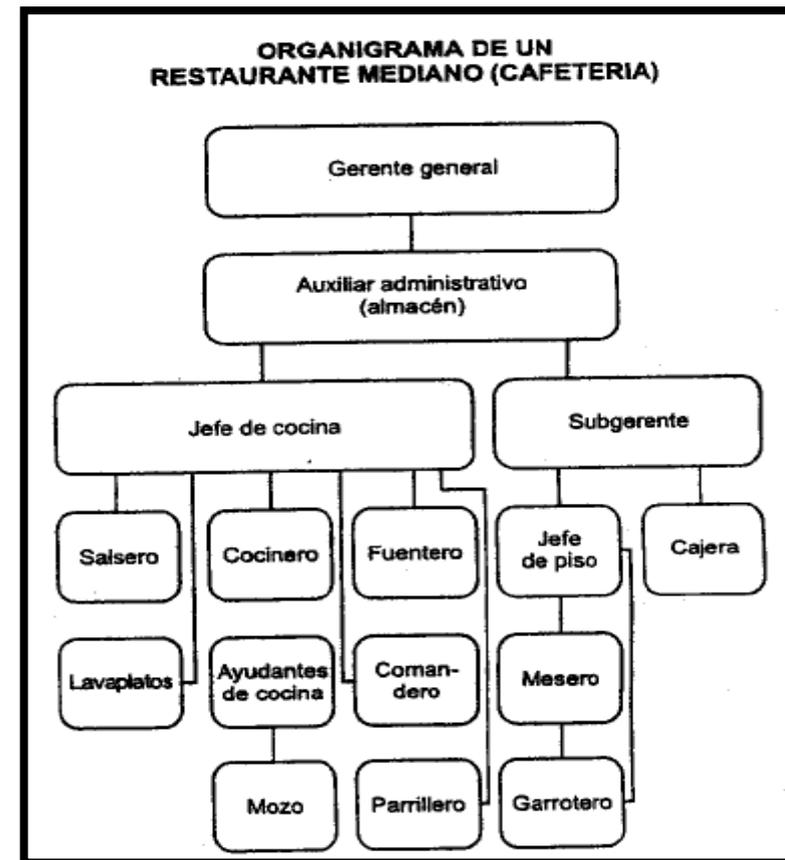 ORGANIGRAMA DE UN
RESTAURANTE MEDIANO (CAFETERIA)
Gerente general
Auxiliar administrativo
(almacén)
Jefe de cocina
Subgerente
Salsero
Cocinero
Fuentero
Jefe
de piso
Cajera
Lavaplatos
Ayudantes
de cocina
Coman-
dero
Mesero
Mozo
Parrillero
Garrotero